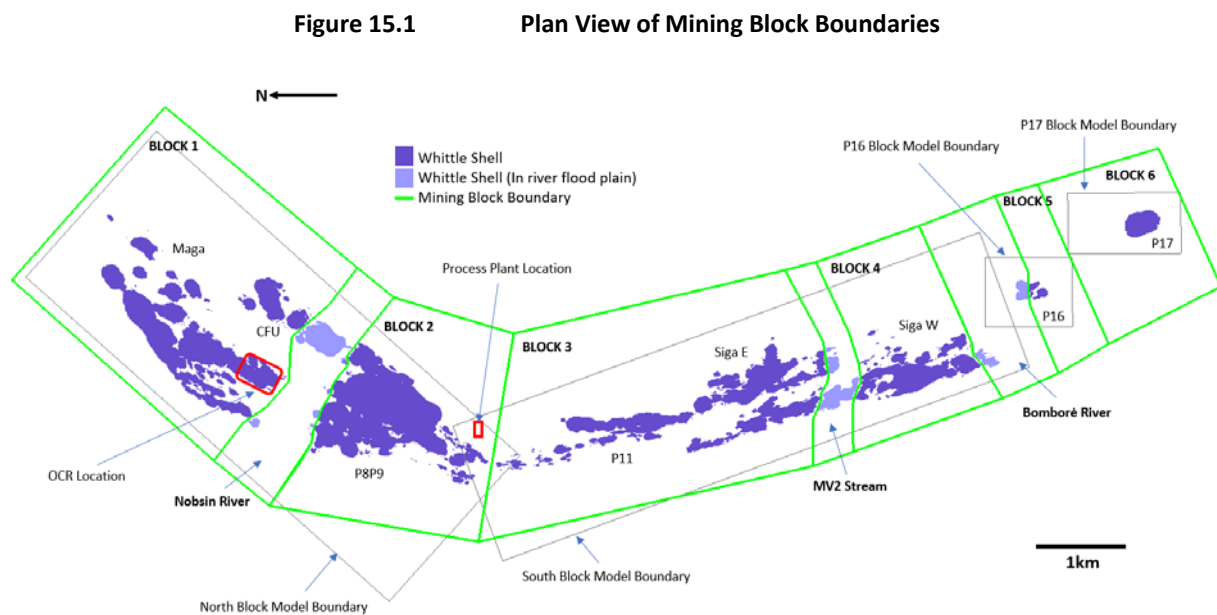 Figure 15.1 Plan View of Mining Block Boundaries
N
BLOCK 1
Whittle Shell
Whittle Shell (In river flood plain)
Mining Block Boundary
P17 Block Model Boundary
P16 Block Model Boundary
BLOCK 6
BLOCK 5
P17
Maga
Process Plant Location
BLOCK 4
CFU
BLOCK 2
BLOCK 3
P16
Siga W
Siga E
Bomboré River
OCR Location
P8P9
P11
Nobsin River
MV2 Stream
1km
South Block Model Boundary
North Block Model Boundary